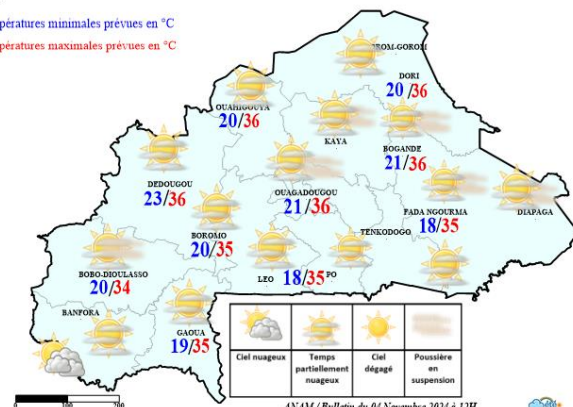 pératures minimales prévues en °C
pératures maximales prévues en °C
ROM-GOROM
DORI
20/36
OUAHIGOUYA
20/36
KAYA
BOGANDE
21/36
DEDOUGOU
23/36
OUAGADOUGOU
21/36
FADA NGOURMA
18/35
DIAPAGA
BOROMO
20/35
TENKODOGO
BOBO-DIOULASSO
20/34
LEO
18/35
PO
BANFORA
GAOUA
19/35
Ciel nuageux
Temps
partiellement
nuageux
Ciel
dégagé
Poussière
en
suspension
ANAM / Bulletin du 04 Novembre 2024 à 12H